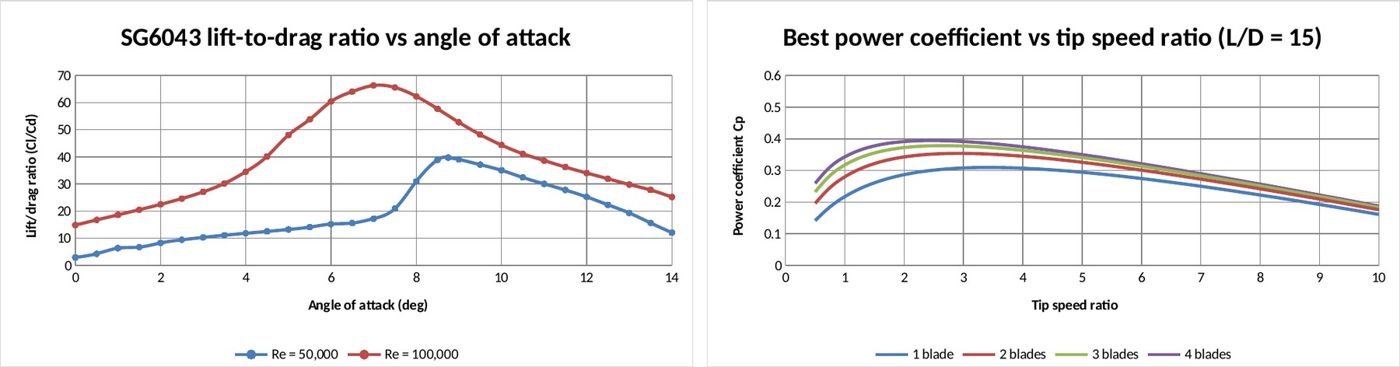 SG6043 lift-to-drag ratio vs angle of attack
Lift/ drag ratio (Cl/Cd)
70
60
50
40
30
20
10
0
0 2 4 6 8 10 12 14
Angle of attack (deg)
Re = 50,000 Re = 100,000
Best power coefficient vs tip speed ratio (L/D = 15)
Power coefficient Cp
0.6
0.5
0.4
0.3
0.2
0.1
0
0 1 2 3 4 5 6 7 8 9 10
Tip speed ratio
1 blade 2 blades 3 blades 4 blades